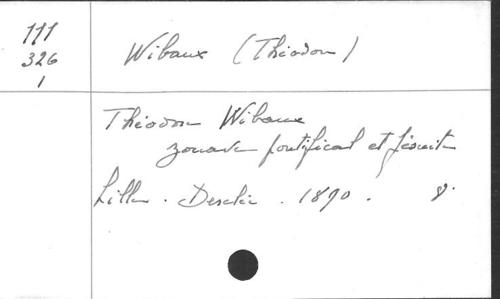 111
326
1
Wibaux (Théodore)
Théodore Wibaux
zouave pontifical et jésuite
Lille. Desclée. 1890. 8°.